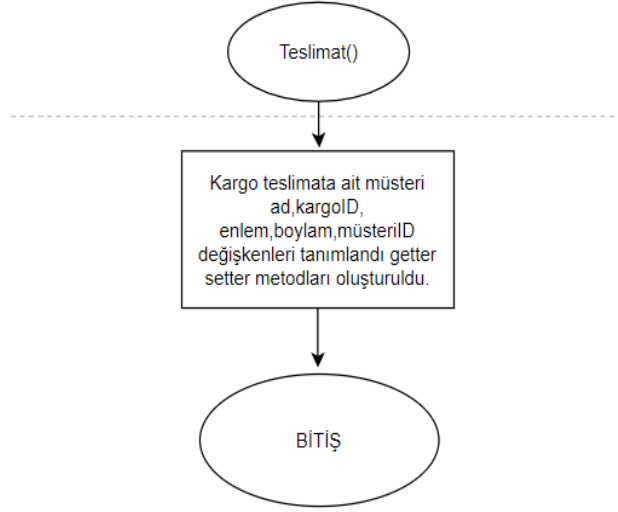 Teslimat()
Kargo teslimata ait müsteri
ad,kargoID,
enlem,boylam,müsteriID
değişkenleri tanımlandı getter
setter metodları oluşturuldu.
BİTİŞ